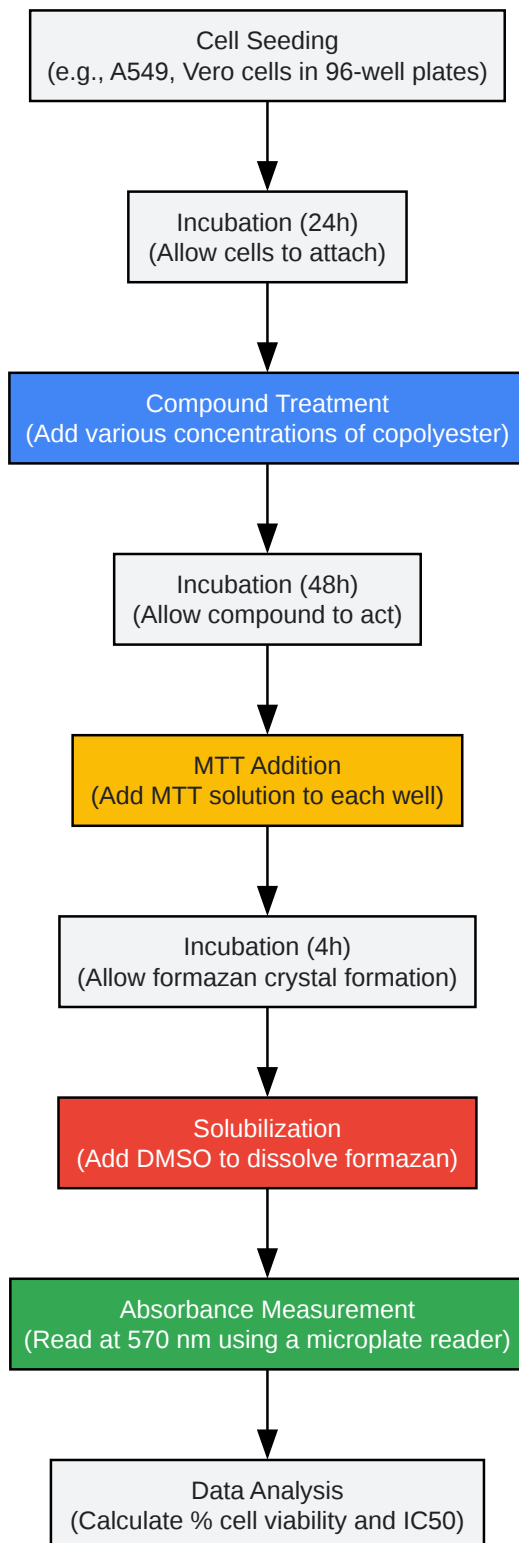 Cell Seeding
(e.g., A549, Vero cells in 96-well plates)
Incubation (24h)
(Allow cells to attach)
Compound Treatment
(Add various concentrations of copolyester)
Incubation (48h)
(Allow compound to act)
MTT Addition
(Add MTT solution to each well)
Incubation (4h)
(Allow formazan crystal formation)
Solubilization
(Add DMSO to dissolve formazan)
Absorbance Measurement
(Read at 570 nm using a microplate reader)
Data Analysis
(Calculate % cell viability and IC50)